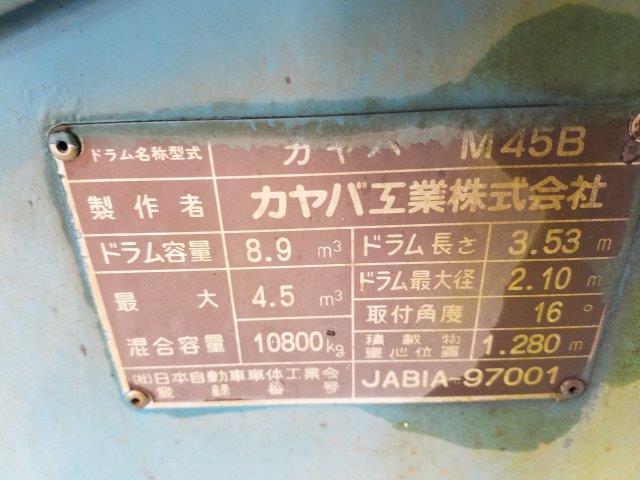 ドラム名称型式 カヤバ M45B
製作者 カヤバ工業株式会社
ドラム容量 8.9 m³ ドラム長さ 3.53 m
最大 4.5 m³ ドラム最大径 2.10 m
取付角度 16 °
混合容量 10800kg 積載物重心位置 1.280 m
(社)日本自動車車体工業会
登録番号 JABIA-97001